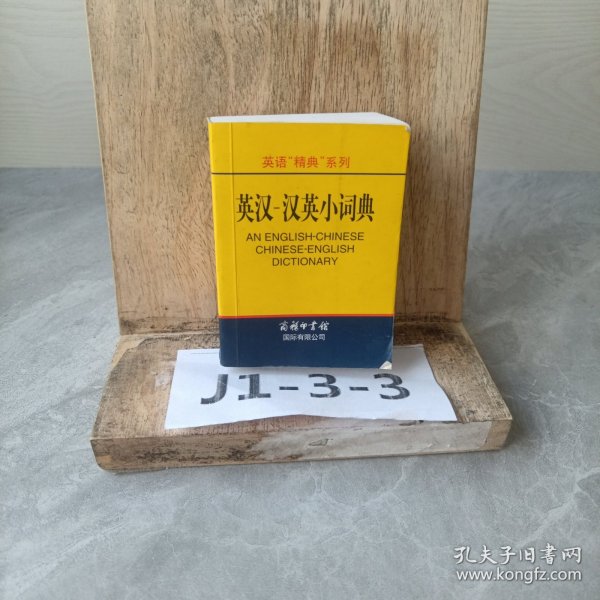 英语“精典”系列
英汉-汉英小词典
AN ENGLISH-CHINESE
CHINESE-ENGLISH
DICTIONARY
商务印书馆
国际有限公司
J1-3-3
孔夫子旧书网
www.kongfz.com